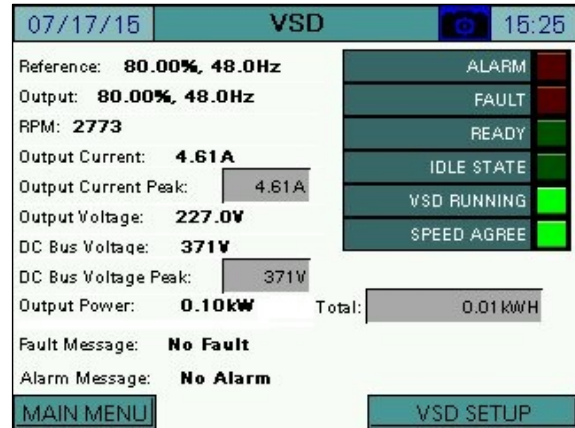 07/17/15 VSD 15:25
Reference: 80.00%, 48.0Hz
Output: 80.00%, 48.0Hz
RPM: 2773
Output Current: 4.61A
Output Current Peak: 4.61A
Output Voltage: 227.0V
DC Bus Voltage: 371V
DC Bus Voltage Peak: 371V
Output Power: 0.10kW Total: 0.01kWH
Fault Message: No Fault
Alarm Message: No Alarm
ALARM
FAULT
READY
IDLE STATE
VSD RUNNING
SPEED AGREE
MAIN MENU VSD SETUP